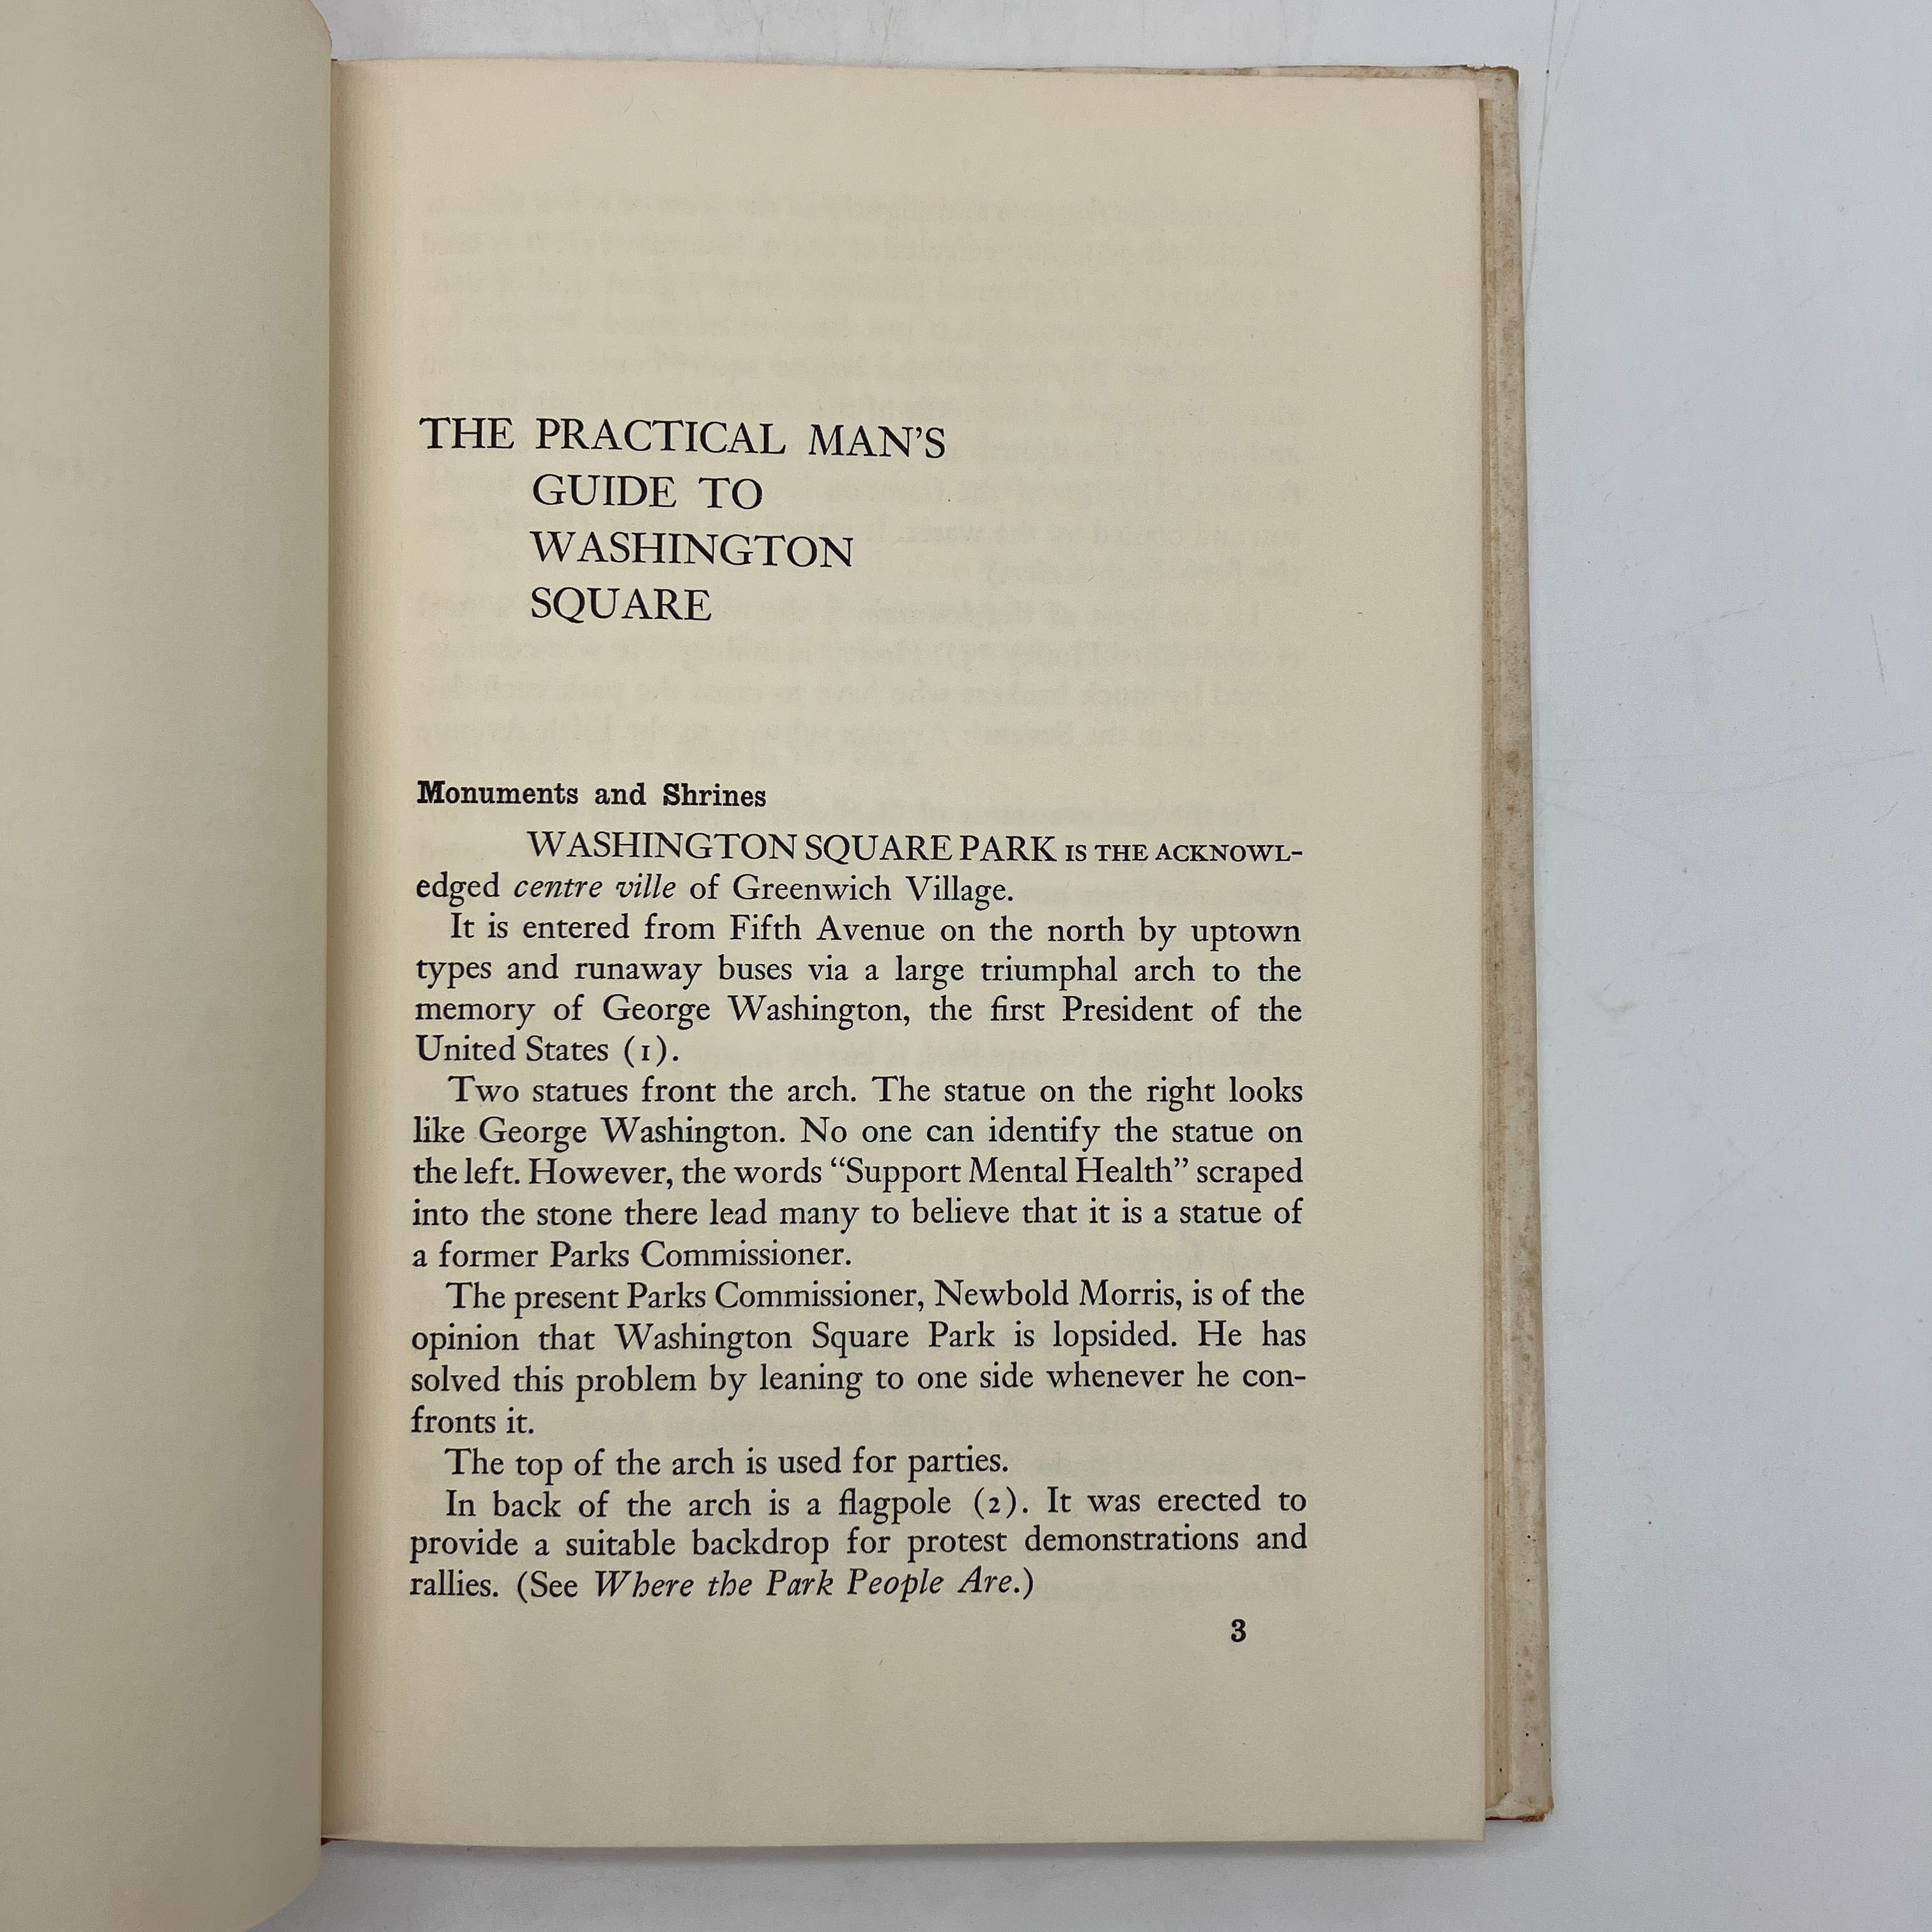 THE PRACTICAL MAN'S
GUIDE TO
WASHINGTON
SQUARE
Monuments and Shrines
WASHINGTON SQUARE PARK IS THE ACKNOWL-
edged centre ville of Greenwich Village.
It is entered from Fifth Avenue on the north by uptown
types and runaway buses via a large triumphal arch to the
memory of George Washington, the first President of the
United States (1).
Two statues front the arch. The statue on the right looks
like George Washington. No one can identify the statue on
the left. However, the words “Support Mental Health” scraped
into the stone there lead many to believe that it is a statue of
a former Parks Commissioner.
The present Parks Commissioner, Newbold Morris, is of the
opinion that Washington Square Park is lopsided. He has
solved this problem by leaning to one side whenever he con-
fronts it.
The top of the arch is used for parties.
In back of the arch is a flagpole (2). It was erected to
provide a suitable backdrop for protest demonstrations and
rallies. (See Where the Park People Are.)
3